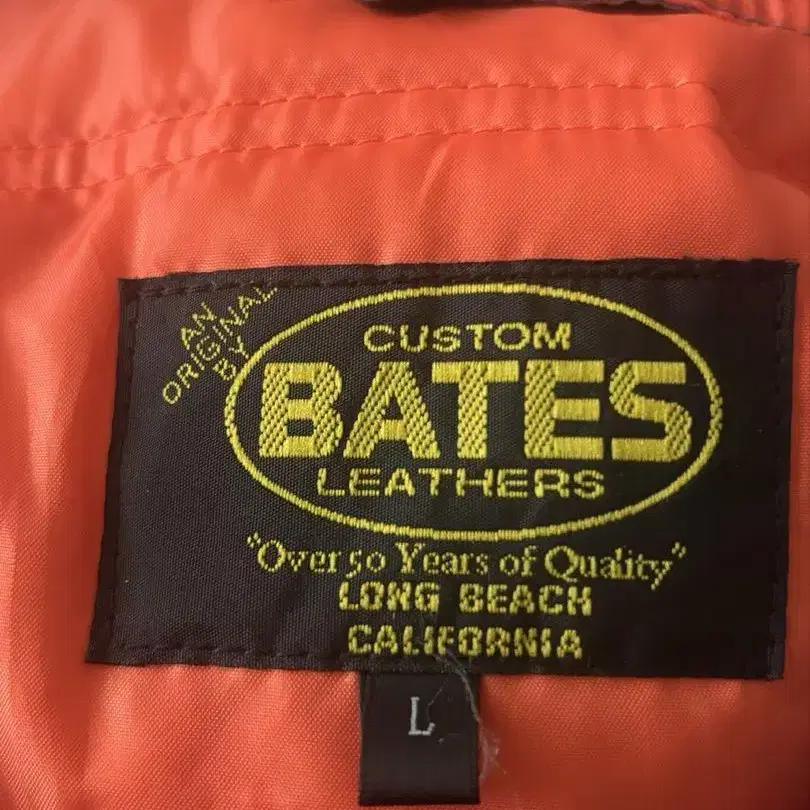 AN
ORIGINAL
BY
CUSTOM
BATES
LEATHERS
"Over 50 Years of Quality"
LONG BEACH
CALIFORNIA
L